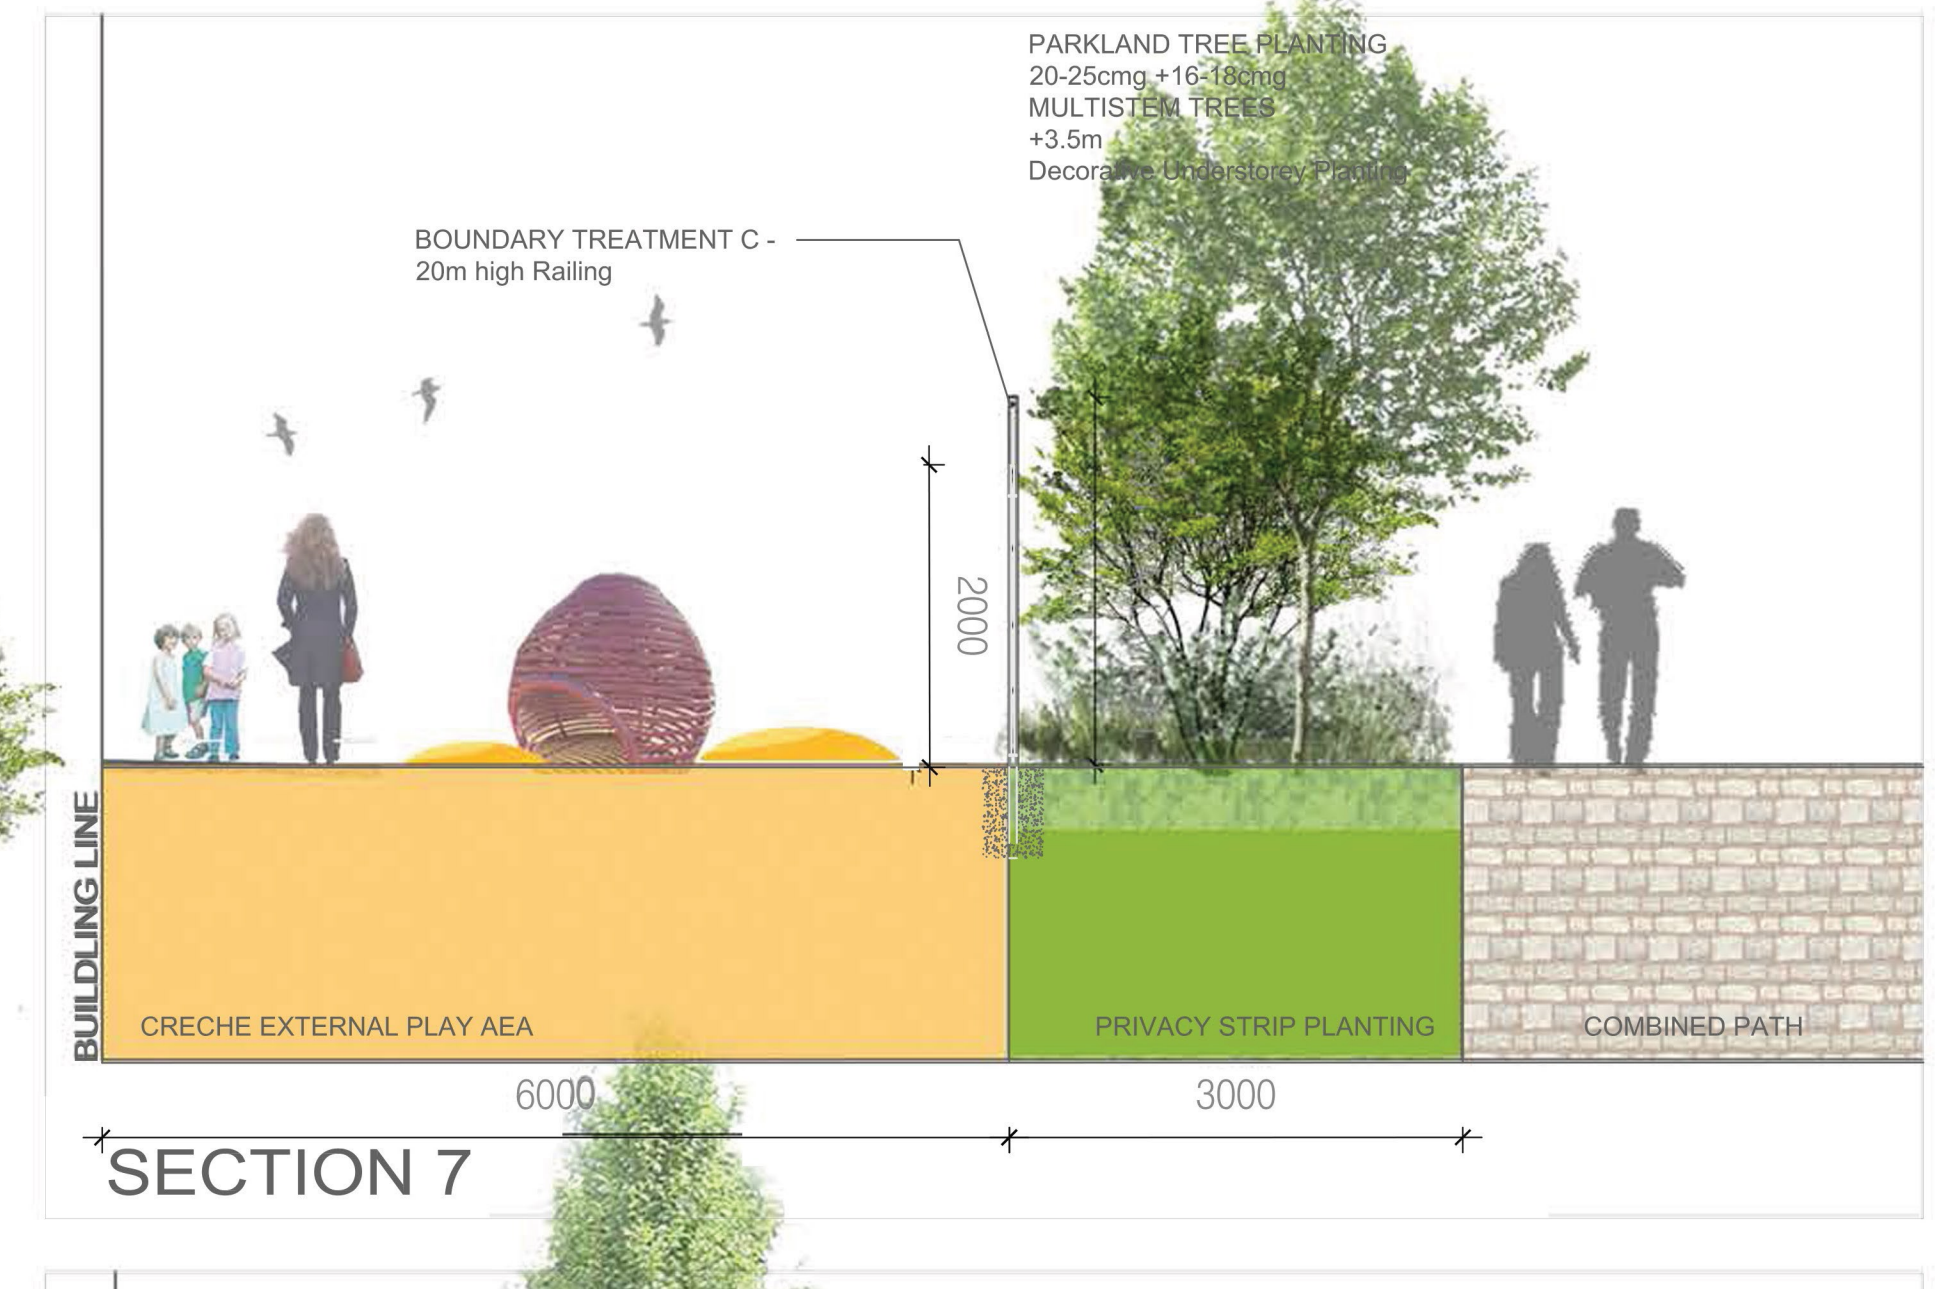 PARKLAND TREE PLANTING
20-25cmg +16-18cmg
MULTISTEM TREES
+3.5m
Decorative Understorey Planting
BOUNDARY TREATMENT C -
20m high Railing
2000
BUILDLING LINE
CRECHE EXTERNAL PLAY AEA
PRIVACY STRIP PLANTING
COMBINED PATH
6000
3000
SECTION 7